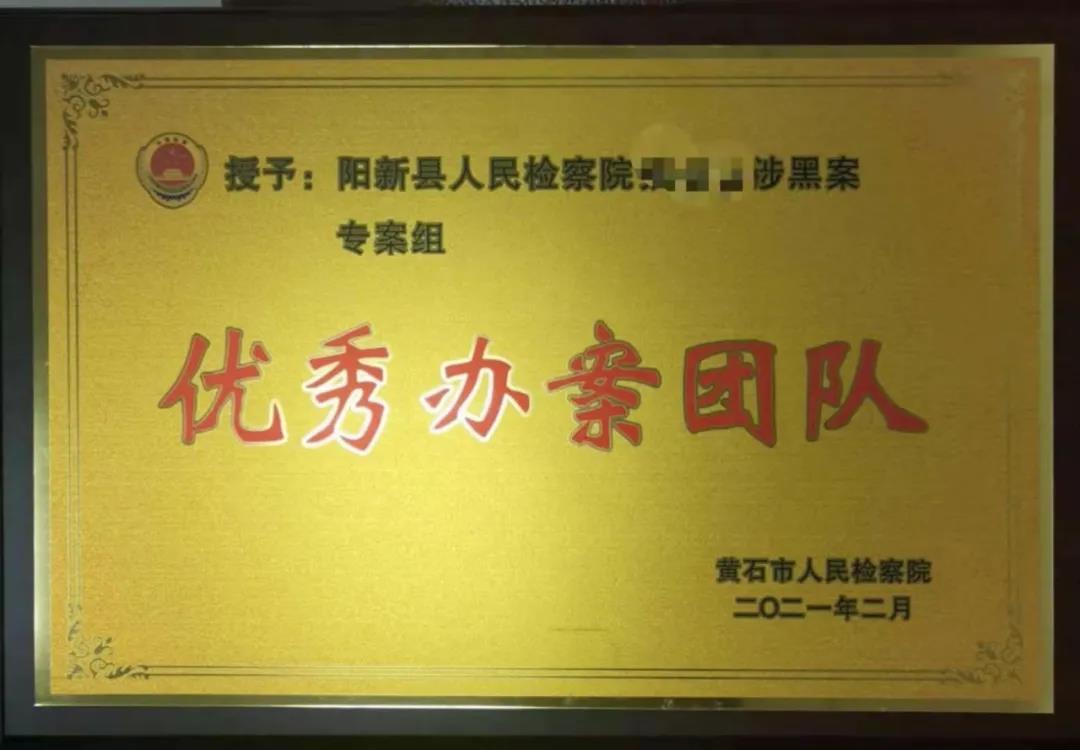 授予：阳新县人民检察院涉黑案
专案组
优秀办案团队
黄石市人民检察院
二〇二一年二月